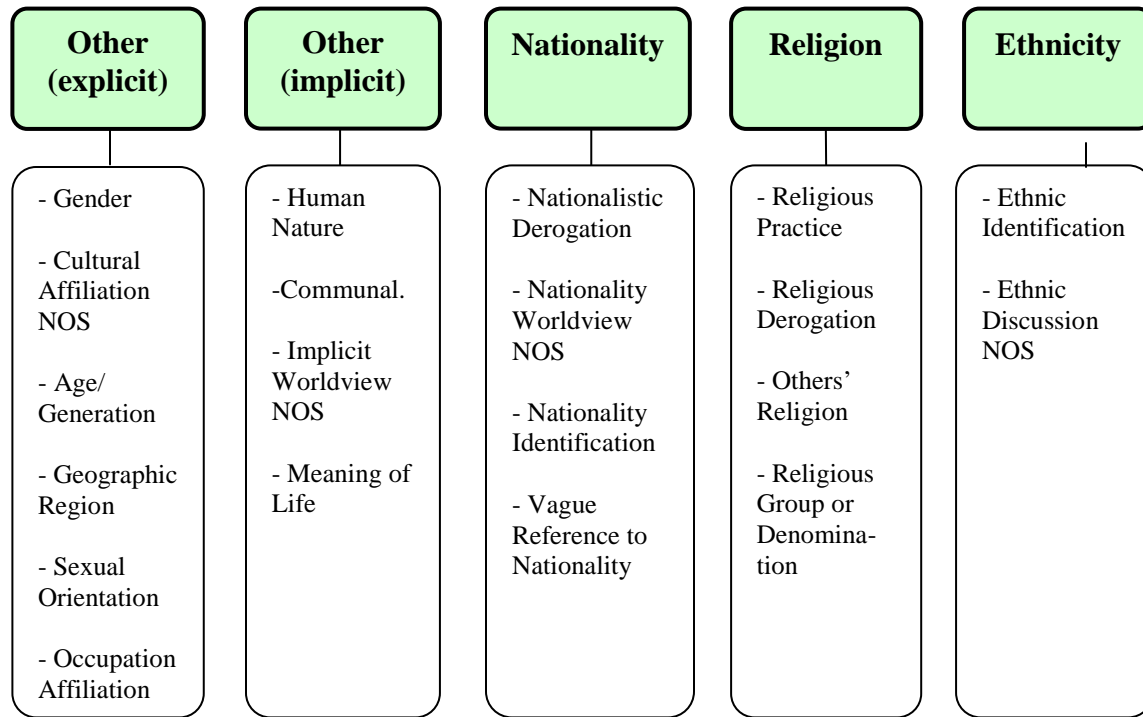 Other
(explicit)
Other
(implicit)
Nationality
Religion
Ethnicity
- Gender
- Cultural
Affiliation
NOS
- Age/
Generation
- Geographic
Region
- Sexual
Orientation
- Occupation
Affiliation
- Human
Nature
-Communal.
- Implicit
Worldview
NOS
- Meaning of
Life
- Nationalistic
Derogation
- Nationality
Worldview
NOS
- Nationality
Identification
- Vague
Reference to
Nationality
- Religious
Practice
- Religious
Derogation
- Others’
Religion
- Religious
Group or
Denomina-
tion
- Ethnic
Identification
- Ethnic
Discussion
NOS